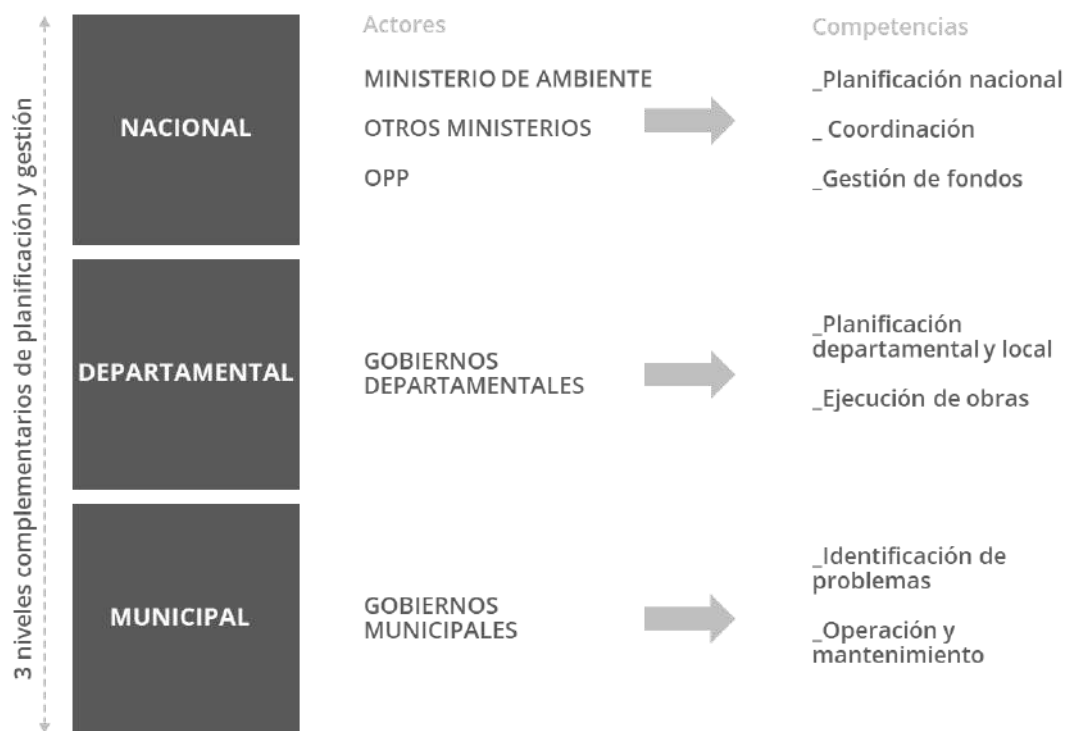 3 niveles complementarios de planificación y gestión
Actores
Competencias
NACIONAL
MINISTERIO DE AMBIENTE
OTROS MINISTERIOS
OPP
_Planificación nacional
_ Coordinación
_Gestión de fondos
DEPARTAMENTAL
GOBIERNOS
DEPARTAMENTALES
_Planificación
departamental y local
_Ejecución de obras
MUNICIPAL
GOBIERNOS
MUNICIPALES
_Identificación de
problemas
_Operación y
mantenimiento